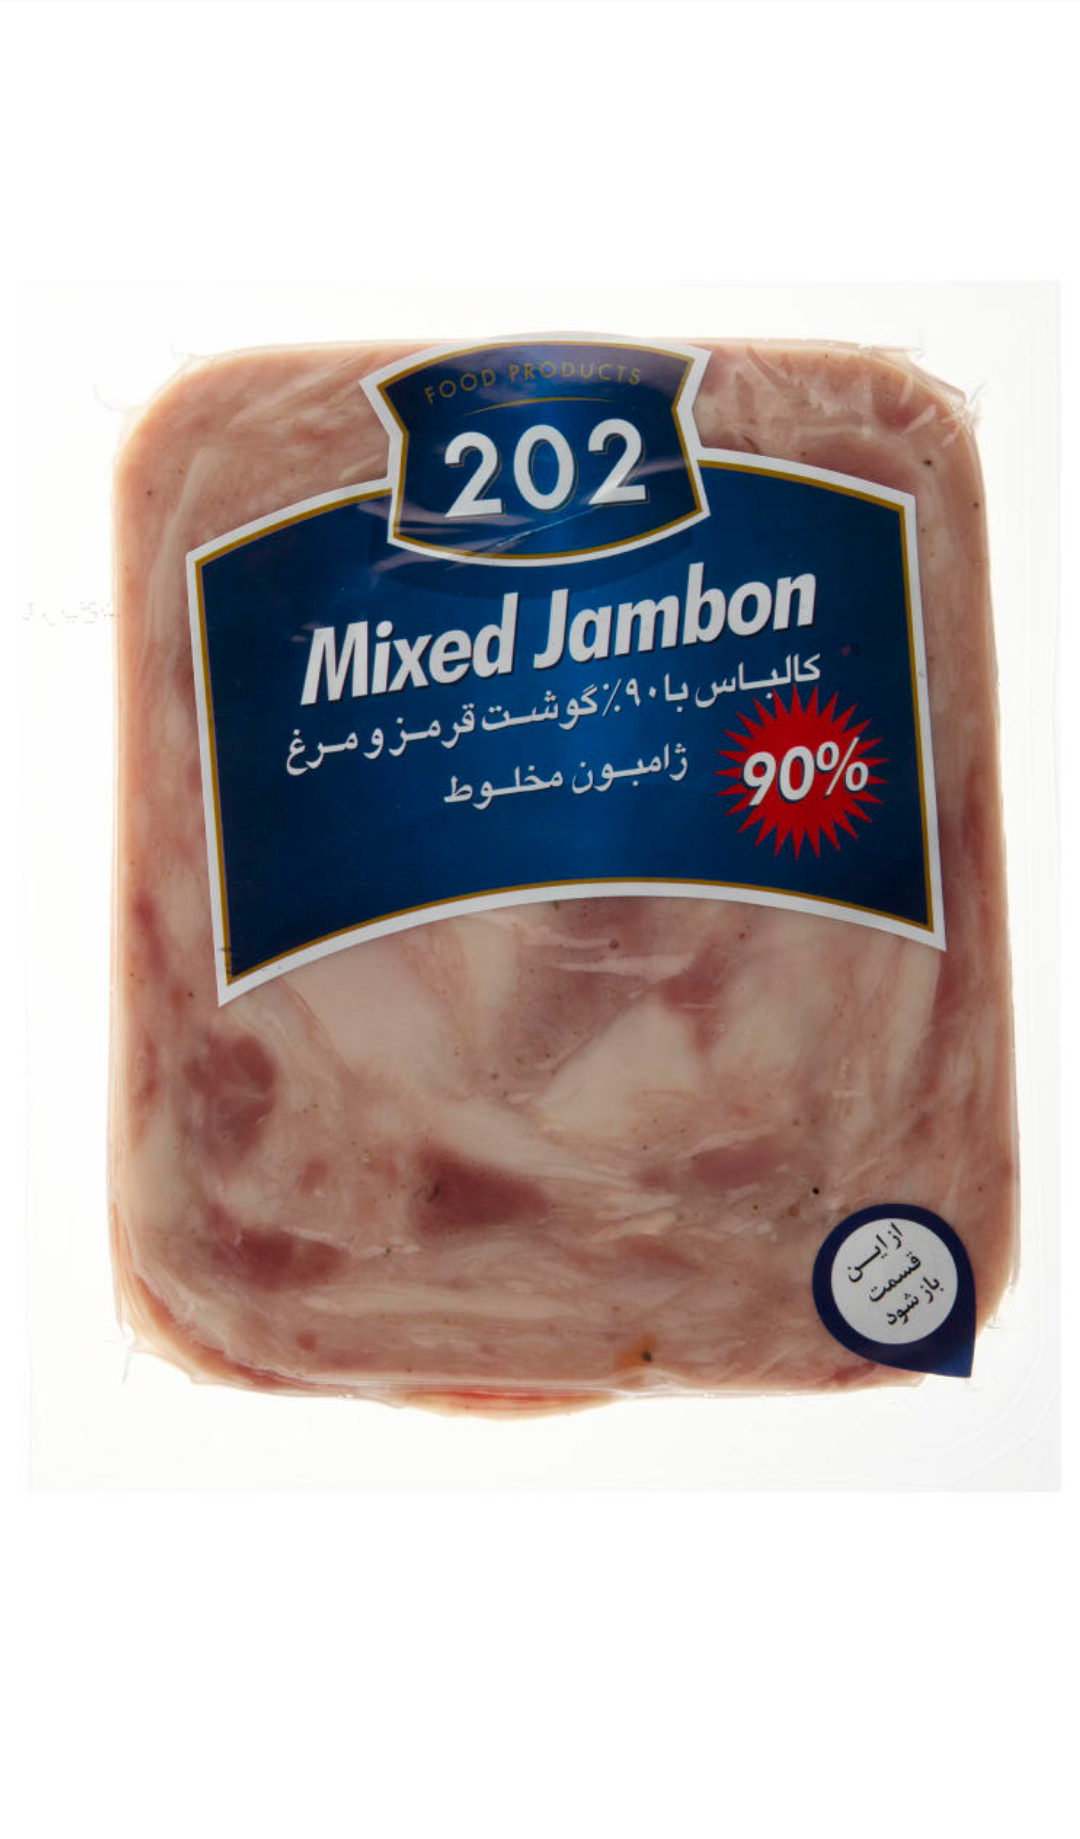 FOOD PRODUCTS
202
Mixed Jambon
کالباس با ۹۰٪ گوشت قرمز و مرغ
ژامبون مخلوط
90%
از این
قسمت
باز شود